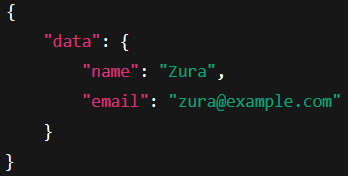 {
    "data": {
        "name": "Zura",
        "email": "zura@example.com"
    }
}